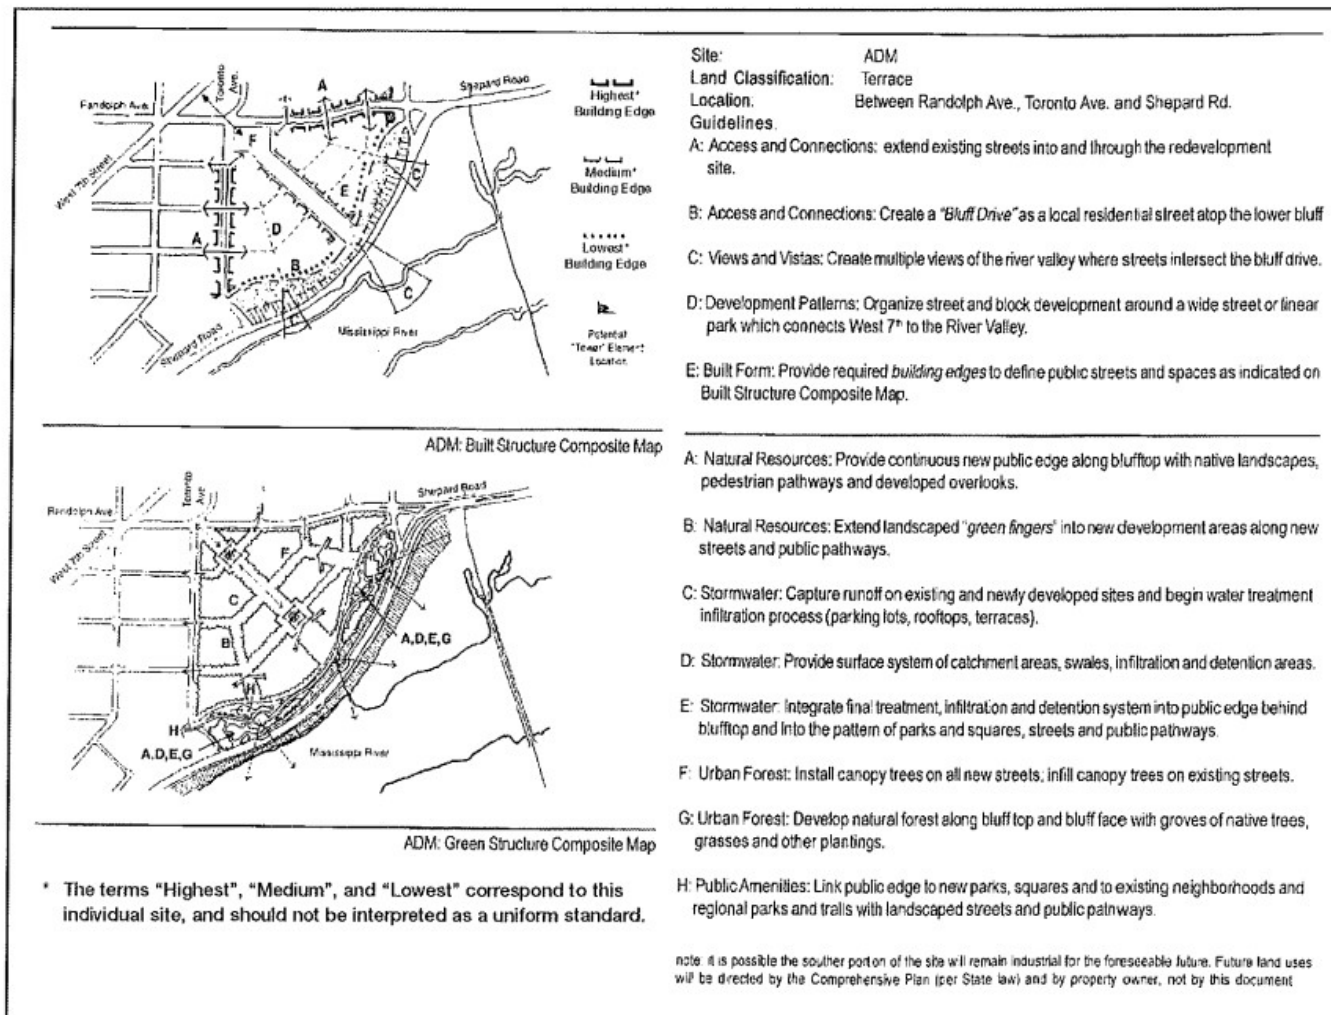 Shepard Road
Toronto
Ave.
Randolph Ave.
West 7th Street
A
F
C
E
D
A
B
C
C
Mississippi River
Shepard Road
Highest*
Building Edge
Medium*
Building Edge
Lowest*
Building Edge
Potential
"Tower" Element
Location
ADM: Built Structure Composite Map
Shepard Road
Toronto
Ave
Randolph Ave
West 7th Street
F
C
B
A,D,E,G
H
H
A,D,E,G
Mississippi River
ADM: Green Structure Composite Map
* The terms “Highest”, “Medium”, and “Lowest” correspond to this
individual site, and should not be interpreted as a uniform standard.
Site: ADM
Land Classification: Terrace
Location: Between Randolph Ave., Toronto Ave. and Shepard Rd.
Guidelines.
A: Access and Connections: extend existing streets into and through the redevelopment
site.
B: Access and Connections: Create a "Bluff Drive" as a local residential street atop the lower bluff
C: Views and Vistas: Create multiple views of the river valley where streets intersect the bluff drive.
D: Development Patterns: Organize street and block development around a wide street or linear
park which connects West 7th to the River Valley.
E: Built Form: Provide required building edges to define public streets and spaces as indicated on
Built Structure Composite Map.
A: Natural Resources: Provide continuous new public edge along blufftop with native landscapes,
pedestrian pathways and developed overlooks.
B: Natural Resources: Extend landscaped "green fingers" into new development areas along new
streets and public pathways.
C: Stormwater: Capture runoff on existing and newly developed sites and begin water treatment
infiltration process (parking lots, rooftops, terraces).
D: Stormwater: Provide surface system of catchment areas, swales, infiltration and detention areas.
E: Stormwater: Integrate final treatment, infiltration and detention system into public edge behind
blufftop and into the pattern of parks and squares, streets and public pathways.
F: Urban Forest: Install canopy trees on all new streets; infill canopy trees on existing streets.
G: Urban Forest: Develop natural forest along bluff top and bluff face with groves of native trees,
grasses and other plantings.
H: Public Amenities: Link public edge to new parks, squares and to existing neighborhoods and
regional parks and trails with landscaped streets and public pathways.
note: it is possible the souther portion of the site will remain industrial for the foreseeable future. Future land uses
will be directed by the Comprehensive Plan (per State law) and by property owner, not by this document